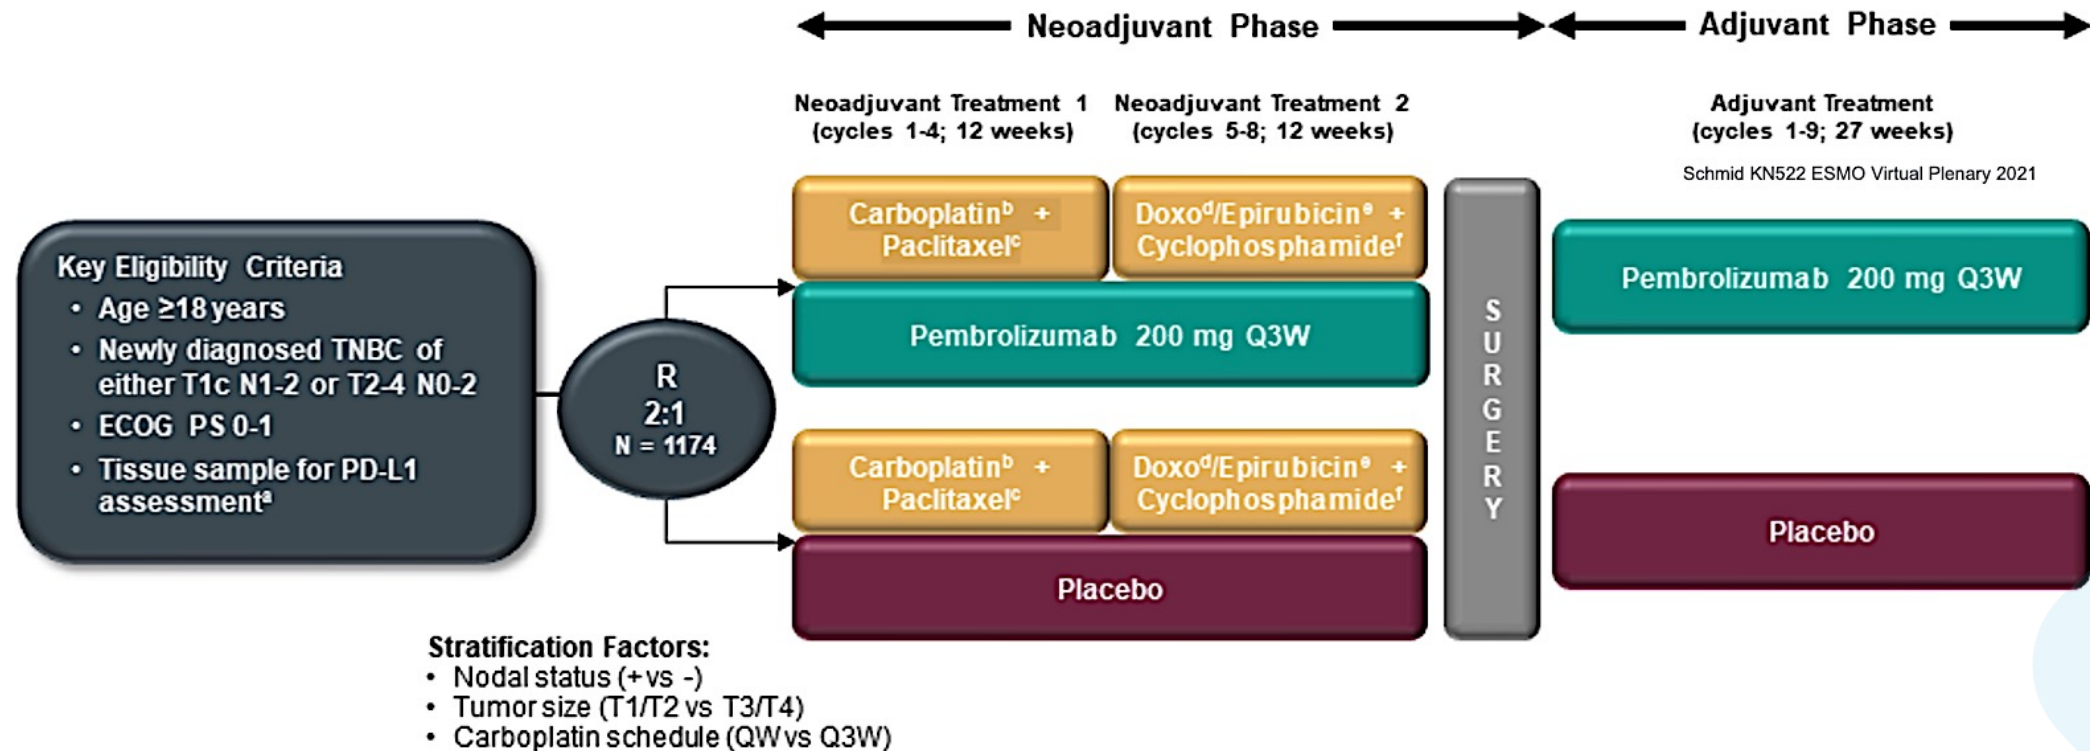 Neoadjuvant Phase
Adjuvant Phase
Neoadjuvant Treatment 1
(cycles 1-4; 12 weeks)
Neoadjuvant Treatment 2
(cycles 5-8; 12 weeks)
Adjuvant Treatment
(cycles 1-9; 27 weeks)
Schmid KN522 ESMO Virtual Plenary 2021
Key Eligibility Criteria
• Age ≥18 years
• Newly diagnosed TNBC of
either T1c N1-2 or T2-4 N0-2
• ECOG PS 0-1
• Tissue sample for PD-L1
assessmentᵃ
R
2:1
N = 1174
Carboplatinᵇ +
Paclitaxelᶜ
Doxoᵈ/Epirubicinᵉ +
Cyclophosphamideᶠ
Pembrolizumab 200 mg Q3W
Carboplatinᵇ +
Paclitaxelᶜ
Doxoᵈ/Epirubicinᵉ +
Cyclophosphamideᶠ
Placebo
SURGERY
Pembrolizumab 200 mg Q3W
Placebo
Stratification Factors:
• Nodal status (+ vs -)
• Tumor size (T1/T2 vs T3/T4)
• Carboplatin schedule (QW vs Q3W)